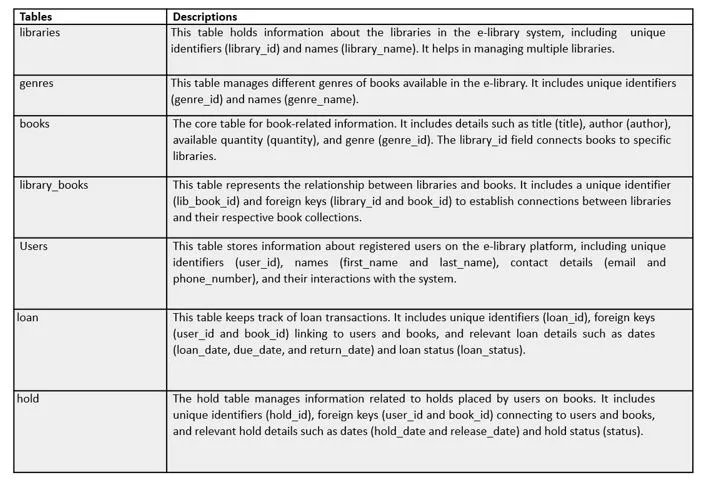 Tables Descriptions
libraries This table holds information about the libraries in the e-library system, including unique
identifiers (library_id) and names (library_name). It helps in managing multiple libraries.
genres This table manages different genres of books available in the e-library. It includes unique identifiers
(genre_id) and names (genre_name).
books The core table for book-related information. It includes details such as title (title), author (author),
available quantity (quantity), and genre (genre_id). The library_id field connects books to specific
libraries.
library_books This table represents the relationship between libraries and books. It includes a unique identifier
(lib_book_id) and foreign keys (library_id and book_id) to establish connections between libraries
and their respective book collections.
Users This table stores information about registered users on the e-library platform, including unique
identifiers (user_id), names (first_name and last_name), contact details (email and
phone_number), and their interactions with the system.
loan This table keeps track of loan transactions. It includes unique identifiers (loan_id), foreign keys
(user_id and book_id) linking to users and books, and relevant loan details such as dates
(loan_date, due_date, and return_date) and loan status (loan_status).
hold The hold table manages information related to holds placed by users on books. It includes
unique identifiers (hold_id), foreign keys (user_id and book_id) connecting to users and books,
and relevant hold details such as dates (hold_date and release_date) and hold status (status).